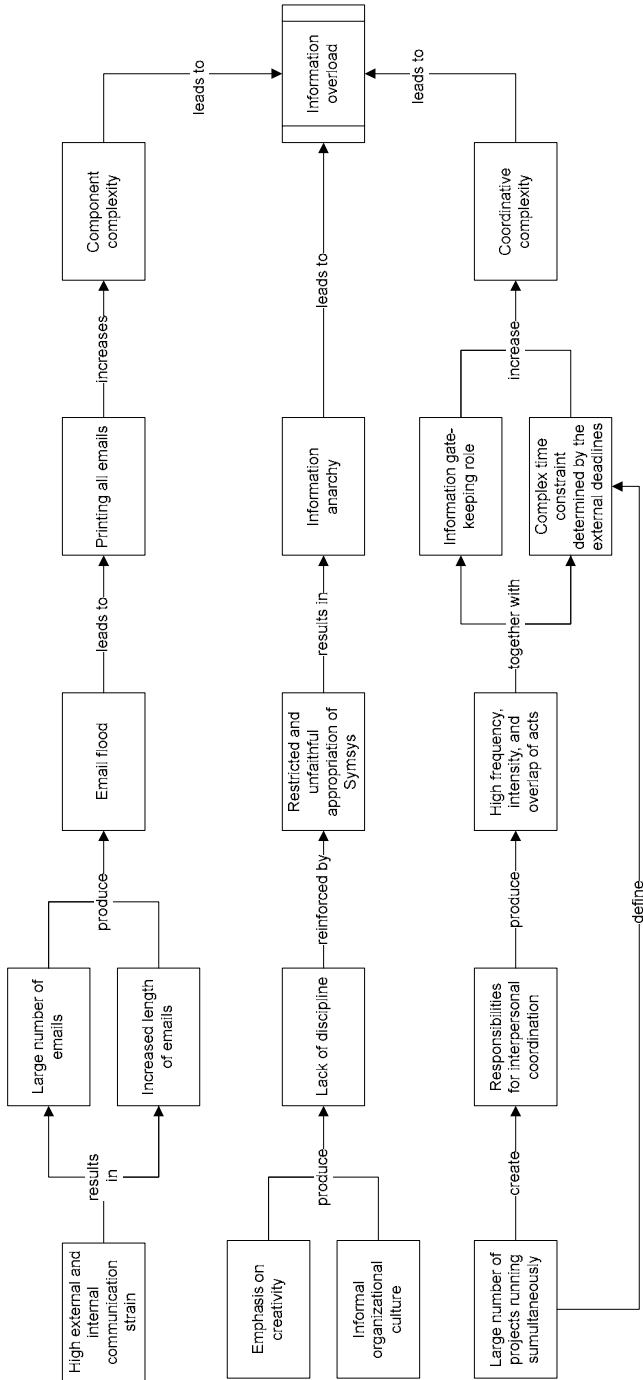 High external and
internal
communication
strain
results
in
Large number of
emails
Increased length
of emails
produce
Email flood
leads to
Printing all emails
increases
Component
complexity
leads to
Information
overload
Emphasis on
creativity
Informal
organizational
culture
produce
Lack of discipline
reinforced by
Restricted and
unfaithful
appropriation of
Symsys
results in
Information
anarchy
leads to
Large number of
projects running
sumultaneously
create
Responsibilities
for interpersonal
coordination
produce
High frequency,
intensity, and
overlap of acts
together with
Information gate-
keeping role
Complex time
constraint
determined by the
external deadlines
increase
Coordinative
complexity
leads to
define